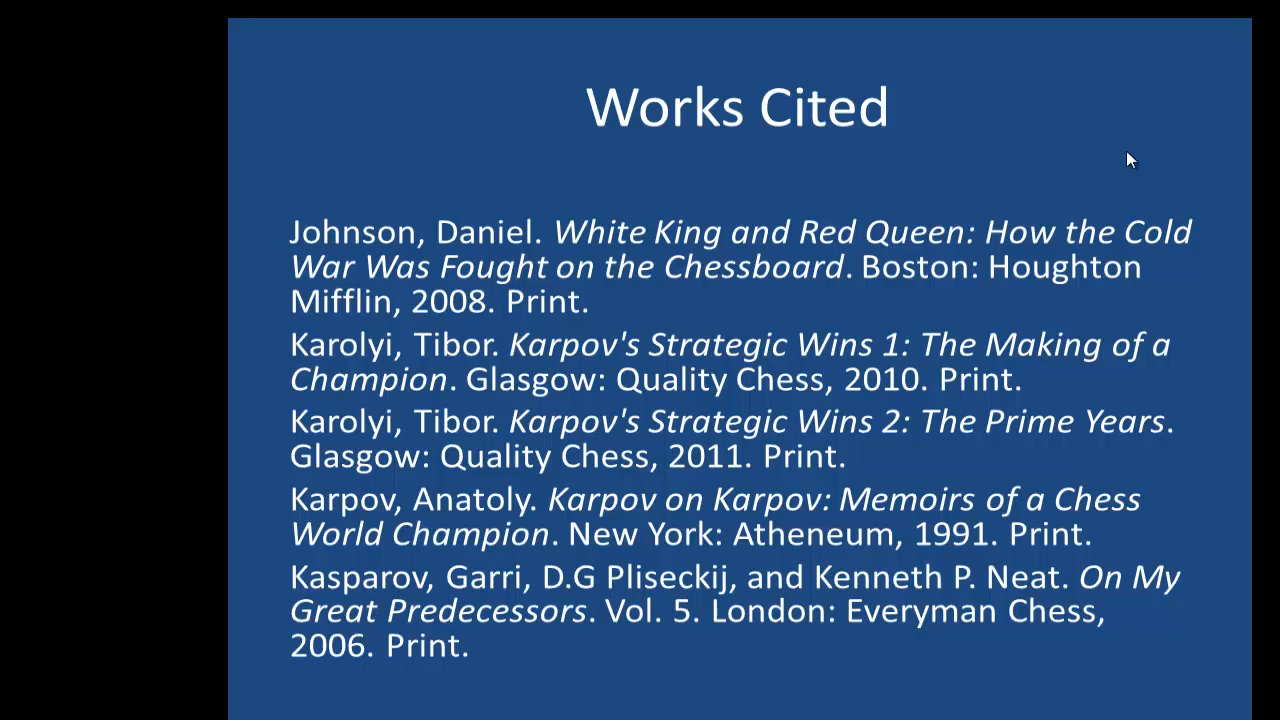 Works Cited
Johnson, Daniel. White King and Red Queen: How the Cold
War Was Fought on the Chessboard. Boston: Houghton
Mifflin, 2008. Print.
Karolyi, Tibor. Karpov's Strategic Wins 1: The Making of a
Champion. Glasgow: Quality Chess, 2010. Print.
Karolyi, Tibor. Karpov's Strategic Wins 2: The Prime Years.
Glasgow: Quality Chess, 2011. Print.
Karpov, Anatoly. Karpov on Karpov: Memoirs of a Chess
World Champion. New York: Atheneum, 1991. Print.
Kasparov, Garri, D.G Pliseckij, and Kenneth P. Neat. On My
Great Predecessors. Vol. 5. London: Everyman Chess,
2006. Print.